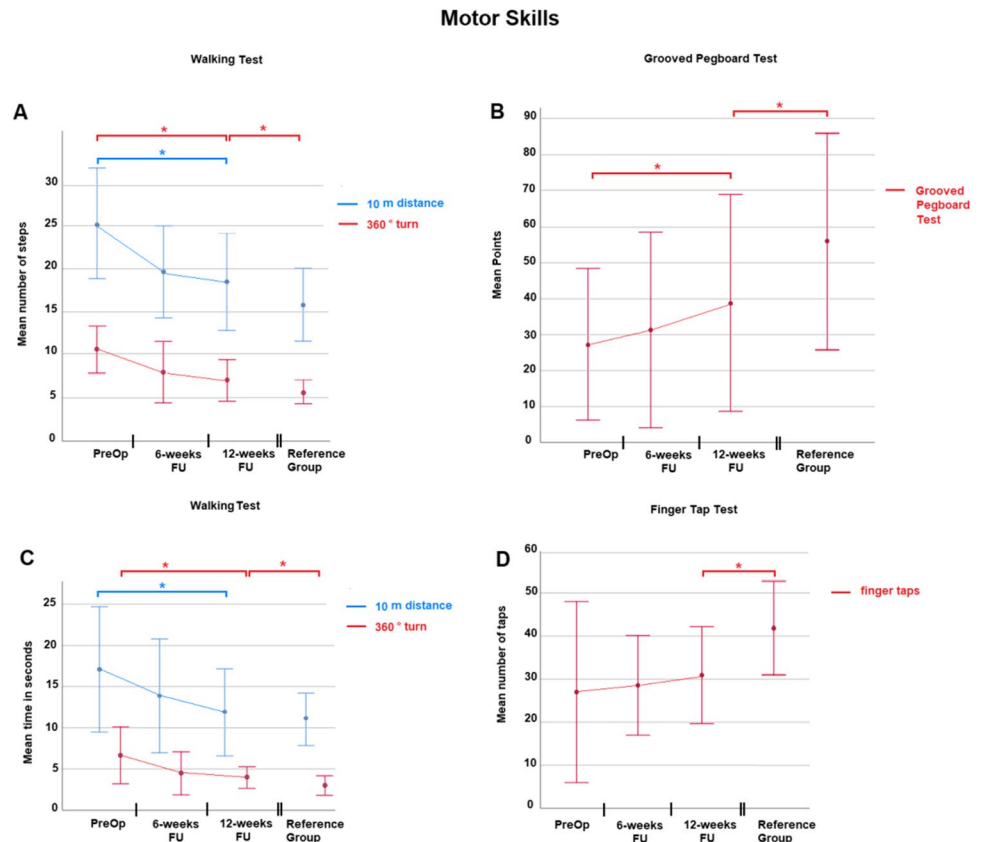 Motor Skills
Walking Test
Grooved Pegboard Test
A
*
*
*
30
25
20
15
10
5
0
Mean number of steps
10 m distance
360° turn
PreOp
6-weeks
FU
12-weeks
FU
Reference
Group
B
*
*
90
80
70
60
50
40
30
20
10
0
Mean Points
Grooved
Pegboard
Test
PreOp
6-weeks
FU
12-weeks
FU
Reference
Group
Walking Test
Finger Tap Test
C
*
*
*
25
20
15
10
5
0
Mean time in seconds
10 m distance
360° turn
PreOp
6-weeks
FU
12-weeks
FU
Reference
Group
D
*
60
50
40
30
20
10
0
Mean number of taps
finger taps
PreOp
6-weeks
FU
12-weeks
FU
Reference
Group